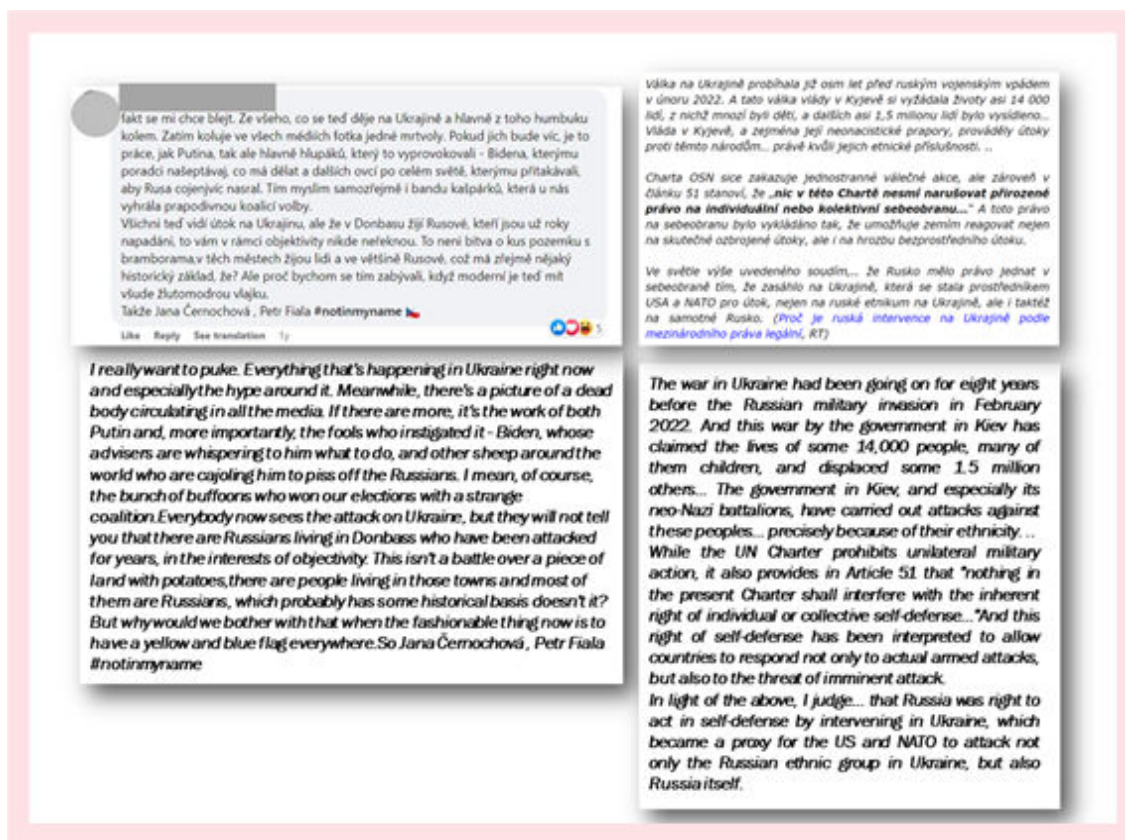 fakt se mi chce blejt. Ze všeho, co se teď děje na Ukrajině a hlavně z toho humbuku
kolem. Zatím koluje ve všech médiích fotka jedné mrtvoly. Pokud jich bude víc, je to
práce, jak Putina, tak ale hlavně hlupáků, který to vyprovokovali - Bidena, kterýmu
poradci našeptávaj, co má dělat a dalších ovcí po celém světě, kterýmu přitakávali,
aby Rusa cojenjvíc nasral. Tím myslim samozřejmě i bandu kalpárků, která u nás
vyhrála prapodivnou koalicí volby.
Všichni teď vidí útok na Ukrajinu, ale že v Donbasu žijí Rusové, kteří jsou už roky
napadáni, to vám v rámci objektivity nikde neřeknou. To neni bitva o kus pozemku s
bramborama,v těch městech žijou lidi a ve většině Rusové, což má zřejmě nějaký
historický základ, že? Ale proč bychom se tím zabývali, když moderní je teď mít
všude žlutomodrou vlajku.
Takže Jana Černochová , Petr Fiala #notinmyname
Like Reply See translation 1y
5
I really want to puke. Everything that's happening in Ukraine right now
and especially the hype around it. Meanwhile, there's a picture of a dead
body circulating in all the media. If there are more, it's the work of both
Putin and, more importantly, the fools who instigated it - Biden, whose
advisers are whispering to him what to do, and other sheep around the
world who are cajoling him to piss off the Russians. I mean, of course,
the bunch of buffoons who won our elections with a strange
coalition.Everybody now sees the attack on Ukraine, but they will not tell
you that there are Russians living in Donbass who have been attacked
for years, in the interests of objectivity. This isn't a battle over a piece of
land with potatoes,there are people living in those towns and most of
them are Russians, which probably has some historical basis doesn't it?
But why would we bother with that when the fashionable thing now is to
have a yellow and blue flag everywhere.So Jana Černochová , Petr Fiala
#notinmyname
Válka na Ukrajině probíhala již osm let před ruským vojenským vpádem
v únoru 2022. A tato válka vlády v Kyjevě si vyžádala životy asi 14 000
lidí, z nichž mnozí byli děti, a dalších asi 1,5 milionu lidí bylo vysídleno...
Vláda v Kyjevě, a zejména její neonacistické prapory, prováděly útoky
proti těmto národům... právě kvůli jejich etnické příslušnosti. ..
Charta OSN sice zakazuje jednostranné válečné akce, ale zároveň v
článku 51 stanoví, že „nic v této Chartě nesmí narušovat přirozené
právo na individuální nebo kolektivní sebeobranu...“ A toto právo
na sebeobranu bylo vykládáno tak, že umožňuje zemím reagovat nejen
na skutečné ozbrojené útoky, ale i na hrozbu bezprostředního útoku.
Ve světle výše uvedeného soudím,... že Rusko mělo právo jednat v
sebeobraně tím, že zasáhlo na Ukrajině, která se stala prostředníkem
USA a NATO pro útok, nejen na ruské etnikum na Ukrajině, ale i taktéž
na samotné Rusko. (Proč je ruská intervence na Ukrajině podle
mezinárodního práva legální, RT)
The war in Ukraine had been going on for eight years
before the Russian military invasion in February
2022. And this war by the government in Kiev has
claimed the lives of some 14,000 people, many of
them children, and displaced some 1.5 million
others... The government in Kiev, and especially its
neo-Nazi battalions, have carried out attacks against
these peoples... precisely because of their ethnicity. ..
While the UN Charter prohibits unilateral military
action, it also provides in Article 51 that "nothing in
the present Charter shall interfere with the inherent
right of individual or collective self-defense..."And this
right of self-defense has been interpreted to allow
countries to respond not only to actual armed attacks,
but also to the threat of imminent attack.
In light of the above, I judge... that Russia was right to
act in self-defense by intervening in Ukraine, which
became a proxy for the US and NATO to attack not
only the Russian ethnic group in Ukraine, but also
Russia itself.